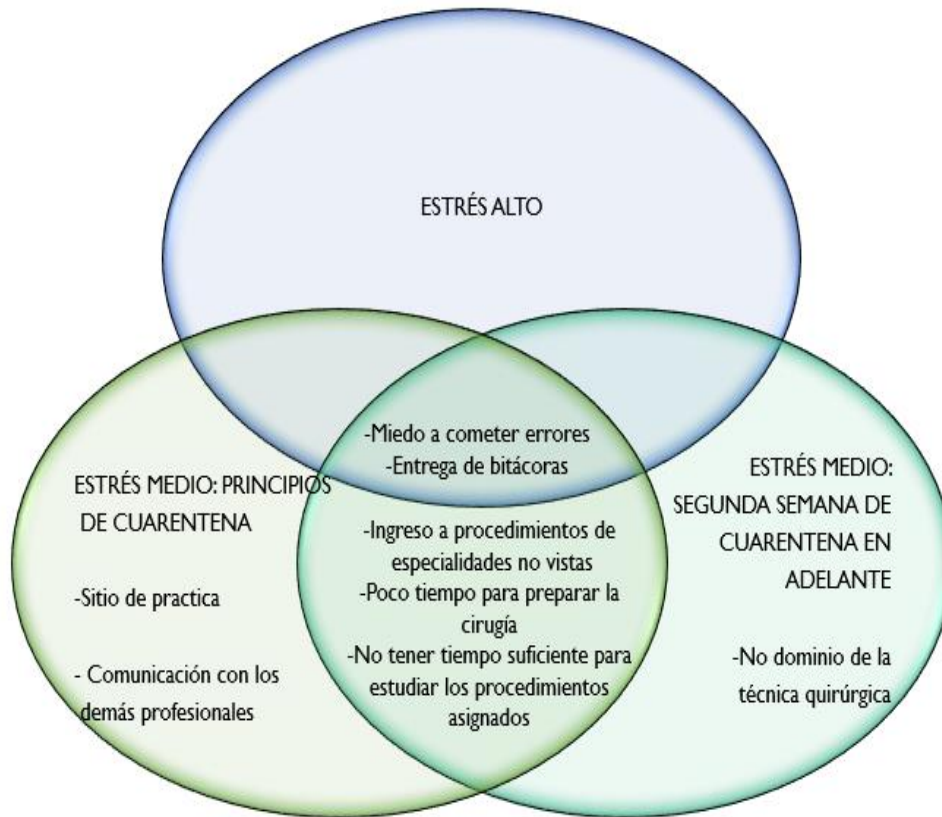 ESTRÉS ALTO
-Miedo a cometer errores
-Entrega de bitácoras
ESTRÉS MEDIO: PRINCIPIOS
DE CUARENTENA
-Sitio de practica
- Comunicación con los
demás profesionales
-Ingreso a procedimientos de
especialidades no vistas
-Poco tiempo para preparar la
cirugía
-No tener tiempo suficiente para
estudiar los procedimientos
asignados
ESTRÉS MEDIO:
SEGUNDA SEMANA DE
CUARENTENA EN
ADELANTE
-No dominio de la
técnica quirúrgica